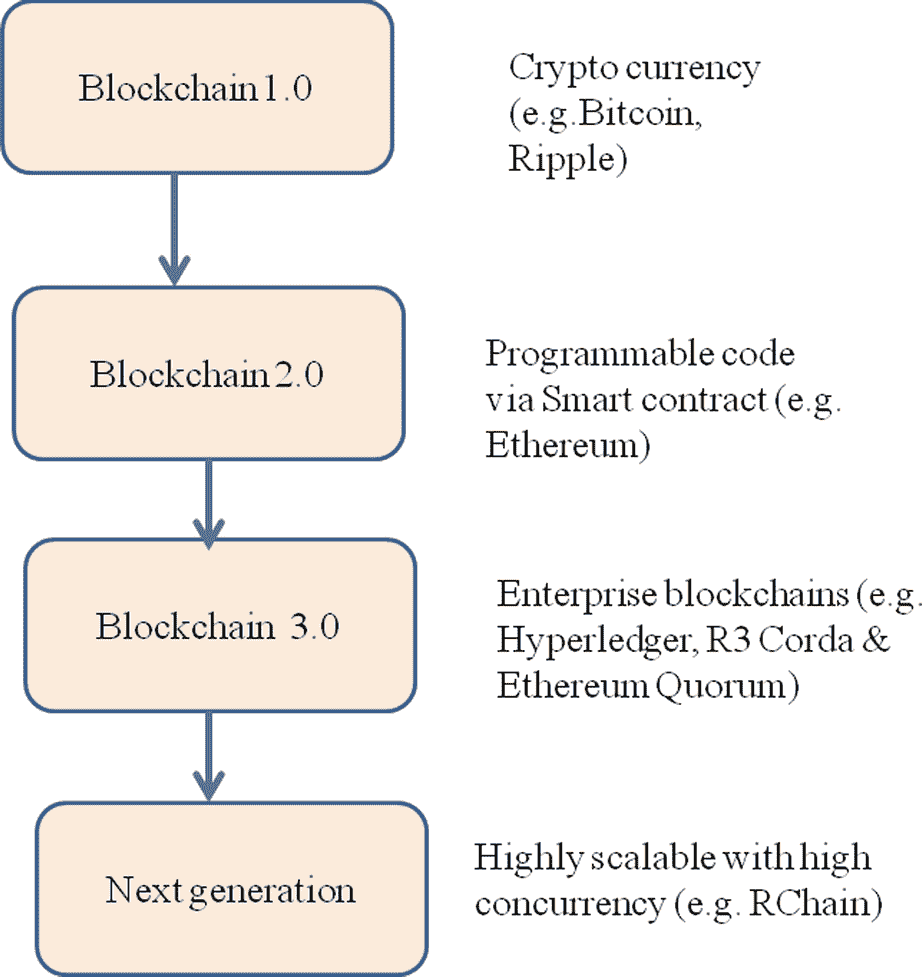 Blockchain 1.0
Crypto currency
(e.g.Bitcoin,
Ripple)
Blockchain 2.0
Programmable code
via Smart contract (e.g.
Ethereum)
Blockchain 3.0
Enterprise blockchains (e.g.
Hyperledger, R3 Corda &
Ethereum Quorum)
Next generation
Highly scalable with high
concurrency (e.g. RChain)